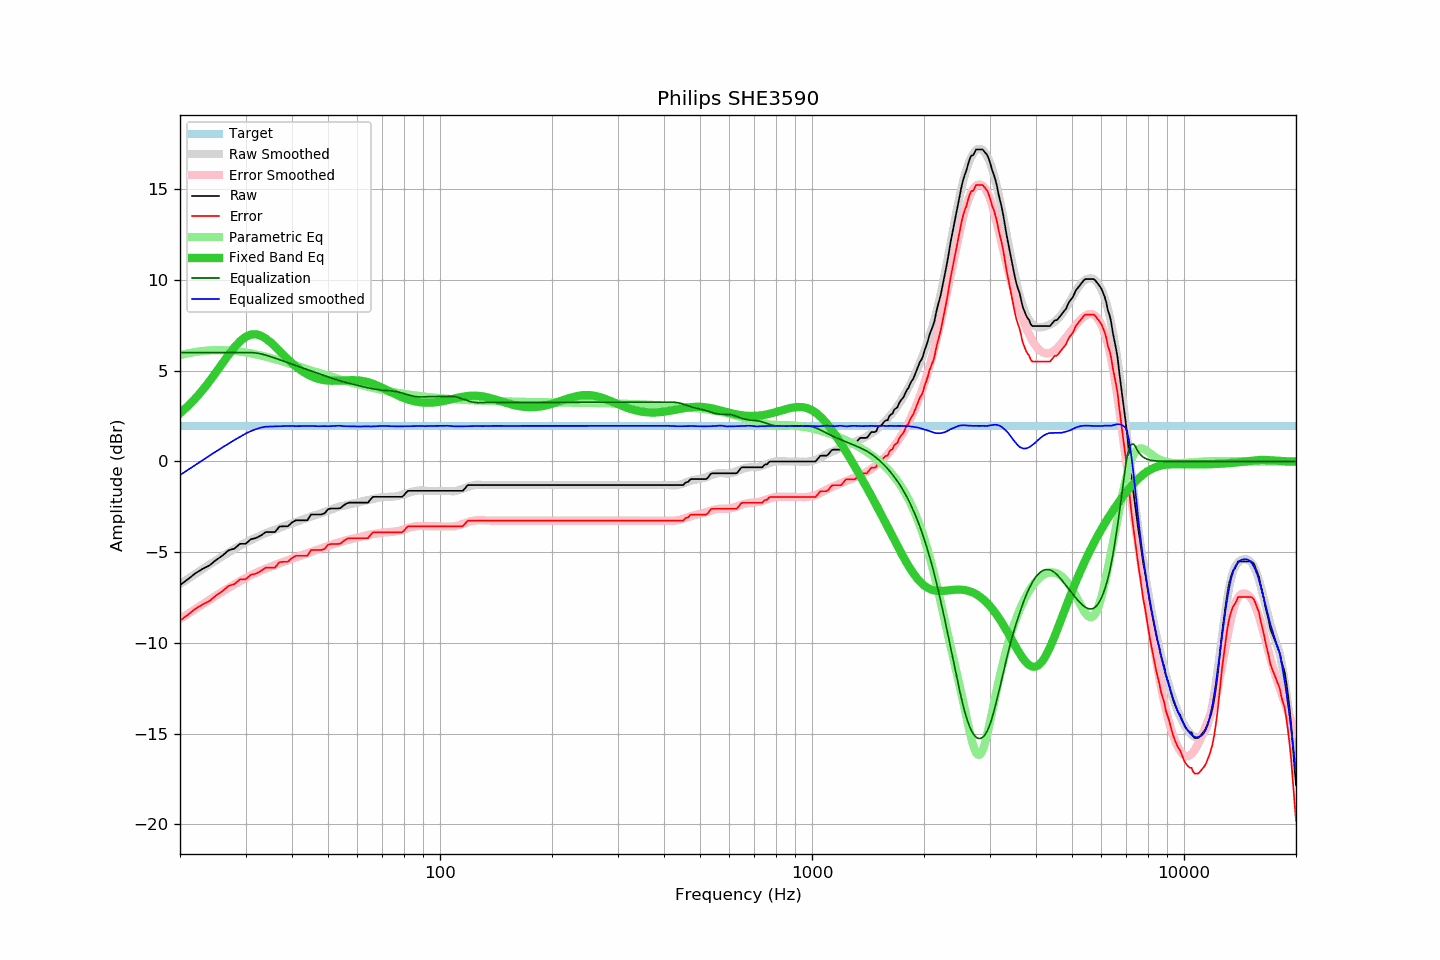 Philips SHE3590
Target
Raw Smoothed
Error Smoothed
Raw
Error
Parametric Eq
Fixed Band Eq
Equalization
Equalized smoothed
15
10
5
0
−5
−10
−15
−20
Amplitude (dBr)
100
1000
10000
Frequency (Hz)